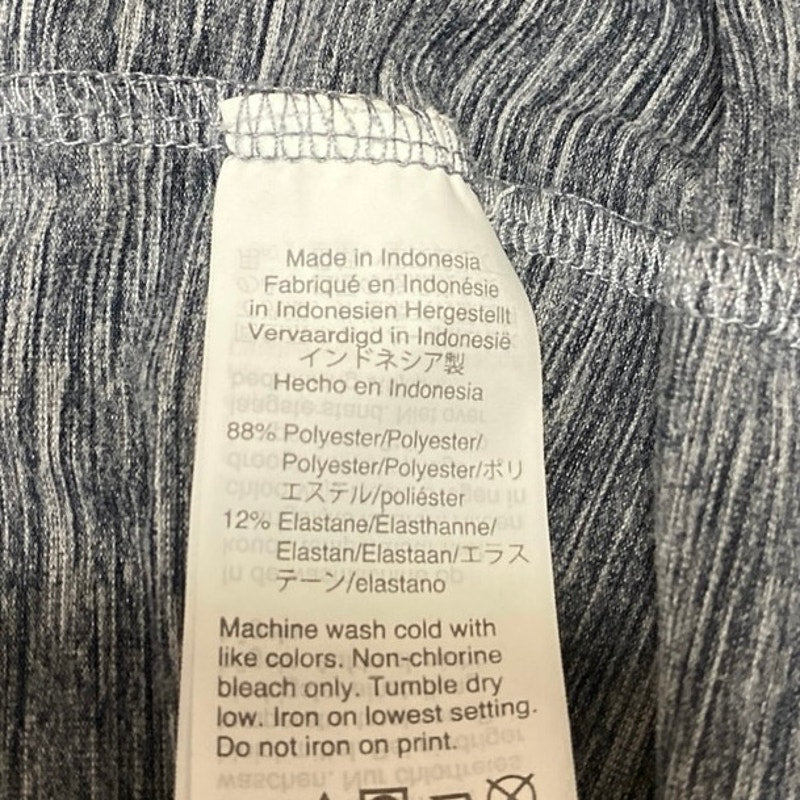 Made in Indonesia
Fabriqué en Indonésie
in Indonesien Hergestellt
Vervaardigd in Indonesië
インドネシア製
Hecho en Indonesia
88% Polyester/Polyester/
Polyester/Polyester/ポリ
エステル/poliéster
12% Elastane/Elasthanne/
Elastan/Elastaan/エラス
テーン/elastano
Machine wash cold with
like colors. Non-chlorine
bleach only. Tumble dry
low. Iron on lowest setting.
Do not iron on print.